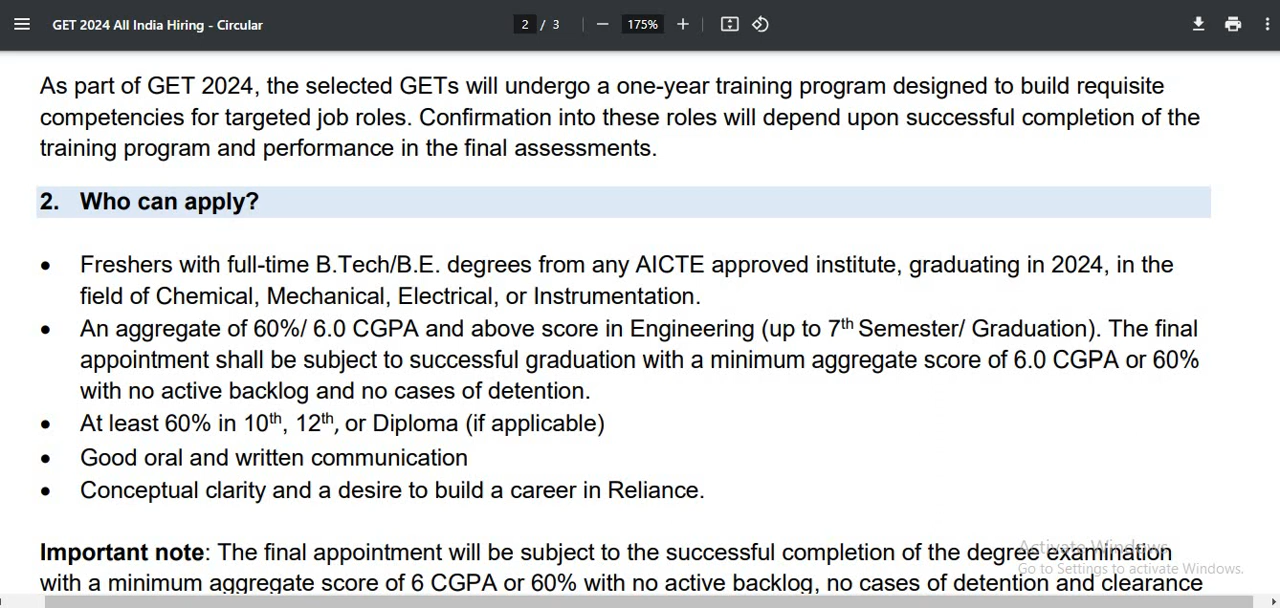 GET 2024 All India Hiring - Circular 2 / 3 175%
As part of GET 2024, the selected GETs will undergo a one-year training program designed to build requisite
competencies for targeted job roles. Confirmation into these roles will depend upon successful completion of the
training program and performance in the final assessments.
2. Who can apply?
• Freshers with full-time B.Tech/B.E. degrees from any AICTE approved institute, graduating in 2024, in the
field of Chemical, Mechanical, Electrical, or Instrumentation.
• An aggregate of 60%/ 6.0 CGPA and above score in Engineering (up to 7th Semester/ Graduation). The final
appointment shall be subject to successful graduation with a minimum aggregate score of 6.0 CGPA or 60%
with no active backlog and no cases of detention.
• At least 60% in 10th, 12th, or Diploma (if applicable)
• Good oral and written communication
• Conceptual clarity and a desire to build a career in Reliance.
Important note: The final appointment will be subject to the successful completion of the degree examination
Activate Windows
Go to Settings to activate Windows.
with a minimum aggregate score of 6 CGPA or 60% with no active backlog, no cases of detention and clearance